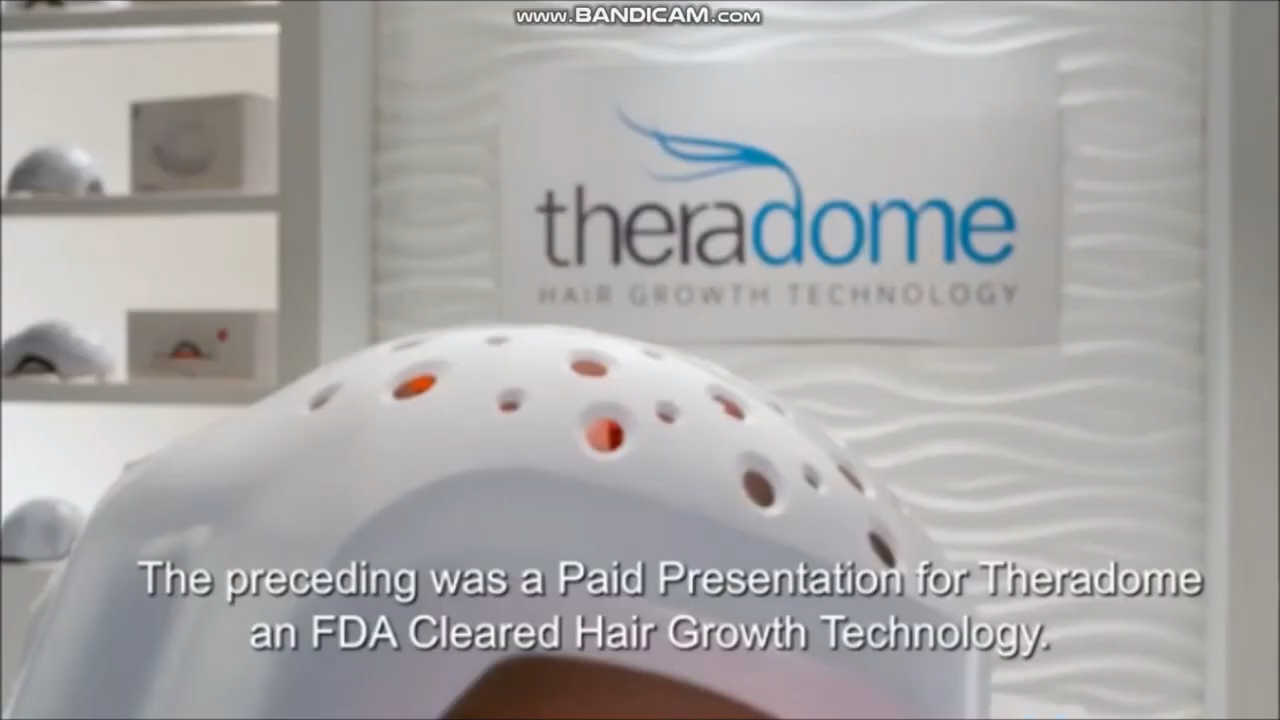 www.BANDICAM.com
theradome
HAIR GROWTH TECHNOLOGY
The preceding was a Paid Presentation for Theradome
an FDA Cleared Hair Growth Technology.